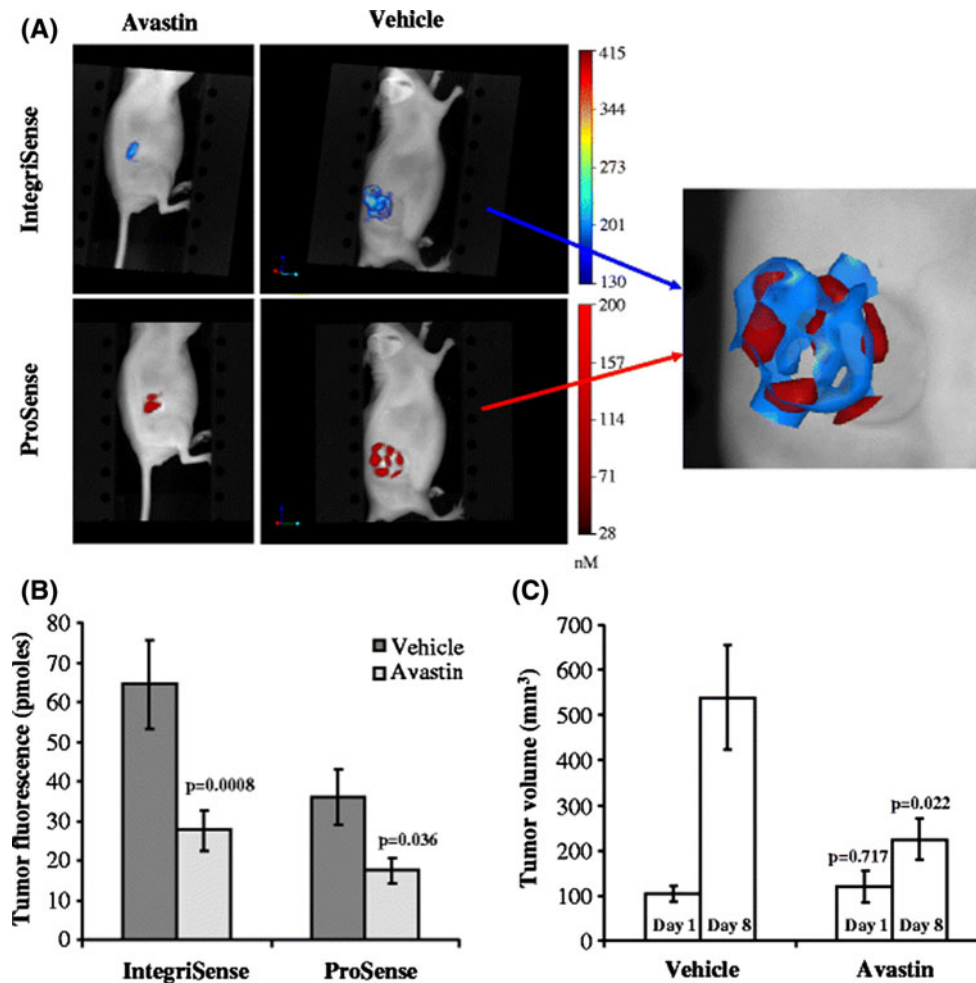 (A)
Avastin
Vehicle
IntegriSense
415
344
273
201
130
ProSense
200
157
114
71
28
nM
(B)
Tumor fluorescence (pmoles)
80
70
60
50
40
30
20
10
0
Vehicle
Avastin
p=0.0008
p=0.036
IntegriSense
ProSense
(C)
Tumor volume (mm³)
700
600
500
400
300
200
100
0
p=0.717
p=0.022
Day 1
Day 8
Day 1
Day 8
Vehicle
Avastin